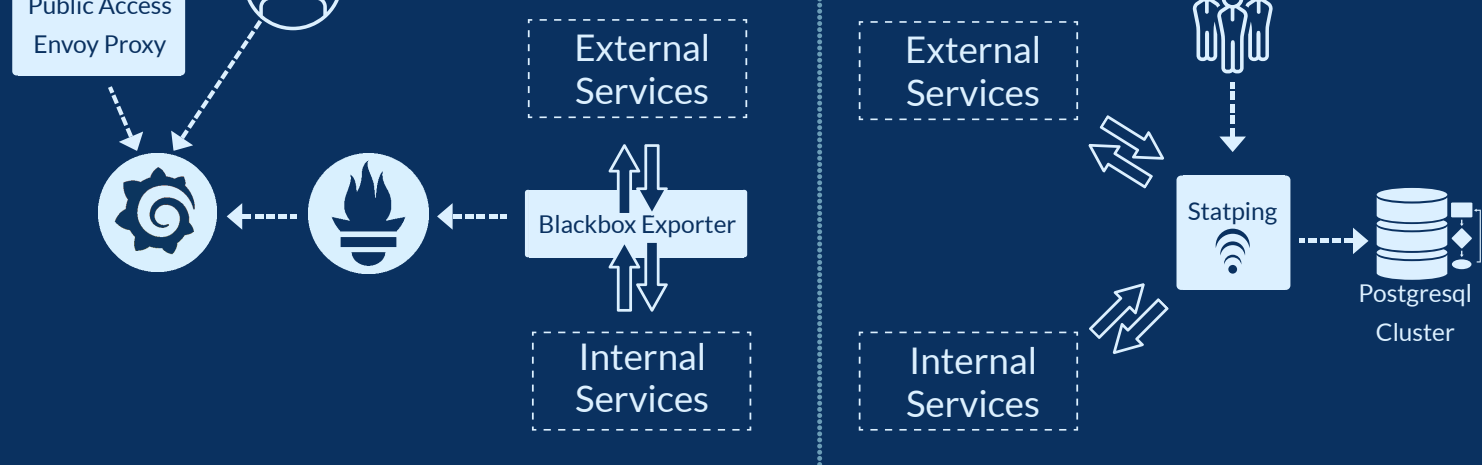 Public Access
Envoy Proxy
External
Services
Blackbox Exporter
Internal
Services
External
Services
Statping
Postgresql
Cluster
Internal
Services